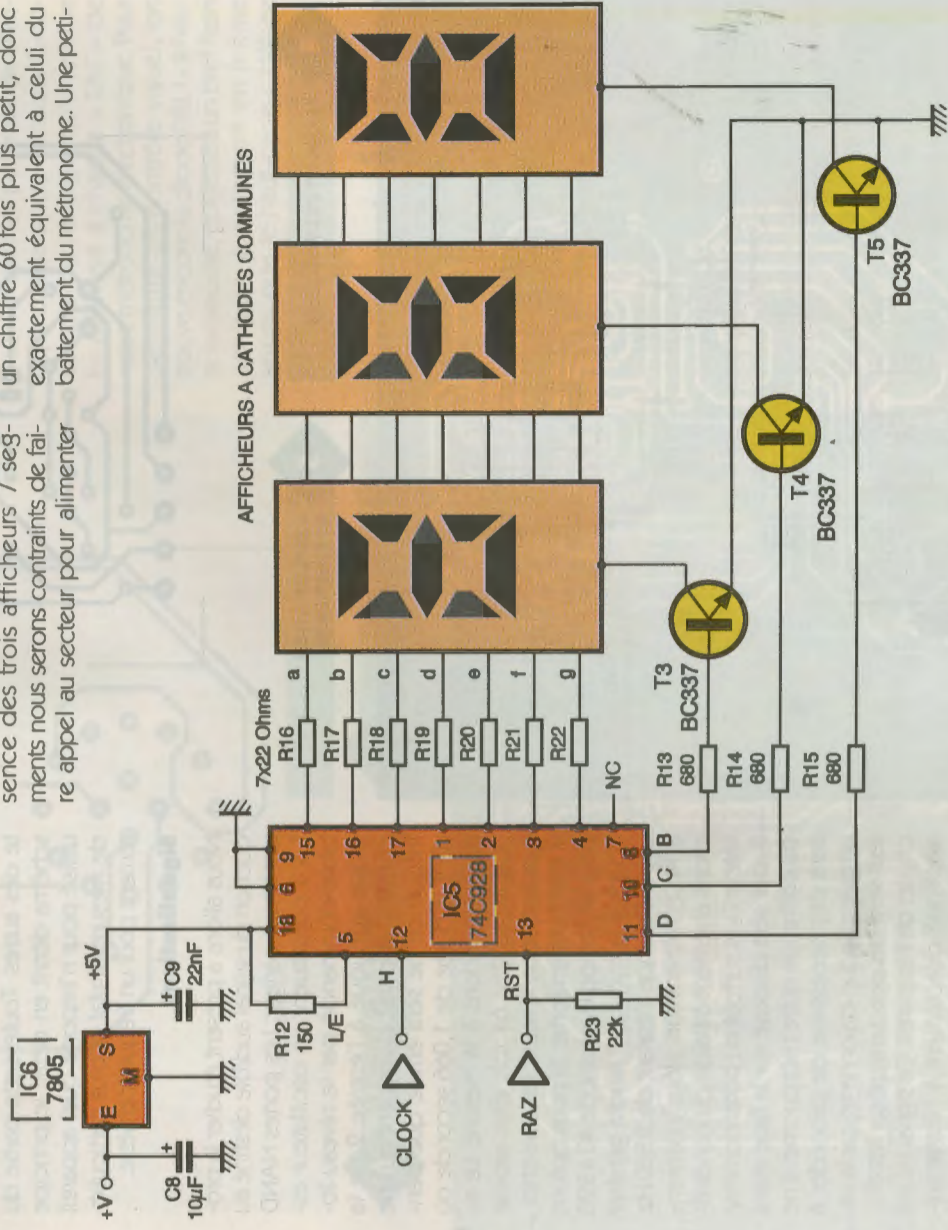 sence des trois afficheurs 7 seg-
ments nous serons contraints de fai-
re appel au secteur pour alimenter
un chiffre 60 fois plus petit, donc
exactement équivalent à celui du
battement du métronome. Une peti-
IC6
7805
E
S
M
+V
+5V
C8
10µF
+
C9
22nF
+
AFFICHEURS A CATHODES COMMUNES
7x22 Ohms
R16
R17
R18
R19
R20
R21
R22
a
b
c
d
e
f
g
NC
R12
150
L/E
H
CLOCK
RST
RAZ
R23
22k
IC5
74C928
18
6
9
5
12
13
15
16
17
1
2
3
4
7
8
10
11
B
C
D
R13
680
R14
680
R15
680
T3
BC337
T4
BC337
T5
BC337